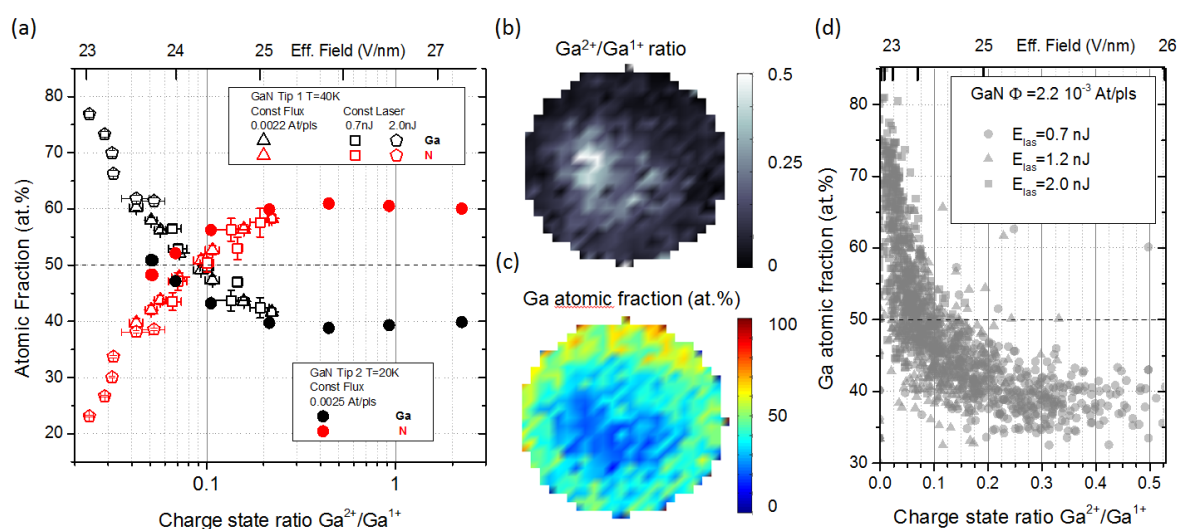 (a)
23 24 25 Eff. Field (V/nm) 27
GaN Tip 1 T=40K
Const Flux Const Laser
0.0022 At/pls 0.7nJ 2.0nJ
Ga
N
GaN Tip 2 T=20K
Const Flux
0.0025 At/pls
Ga
N
Atomic Fraction (at.%)
80
70
60
50
40
30
20
0.1 1
Charge state ratio Ga2+/Ga1+
(b)
Ga2+/Ga1+ ratio
0.5
0.25
0
(c)
Ga atomic fraction (at.%)
100
50
0
(d)
23 24 25 Eff. Field (V/nm) 26
GaN Φ =2.2 10-3 At/pls
Elas=0.7 nJ
Elas=1.2 nJ
Elas=2.0 nJ
Ga atomic fraction (at.%)
80
70
60
50
40
30
0.0 0.1 0.2 0.3 0.4 0.5
Charge state ratio Ga2+/Ga1+